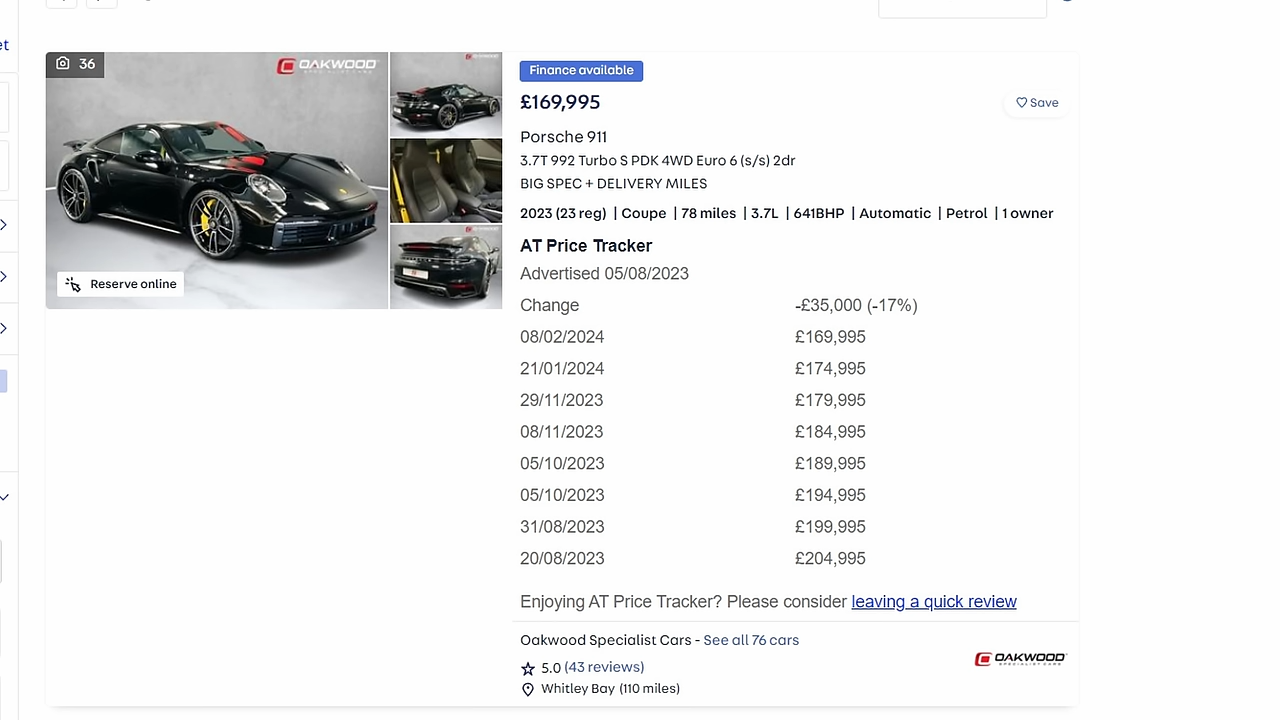 et
36
OAKWOOD
Reserve online
Finance available
£169,995
Save
Porsche 911
3.7T 992 Turbo S PDK 4WD Euro 6 (s/s) 2dr
BIG SPEC + DELIVERY MILES
2023 (23 reg) | Coupe | 78 miles | 3.7L | 641BHP | Automatic | Petrol | 1 owner
AT Price Tracker
Advertised 05/08/2023
Change -£35,000 (-17%)
08/02/2024 £169,995
21/01/2024 £174,995
29/11/2023 £179,995
08/11/2023 £184,995
05/10/2023 £189,995
05/10/2023 £194,995
31/08/2023 £199,995
20/08/2023 £204,995
Enjoying AT Price Tracker? Please consider leaving a quick review
Oakwood Specialist Cars - See all 76 cars
5.0 (43 reviews)
Whitley Bay (110 miles)
OAKWOOD
SPECIALIST CARS